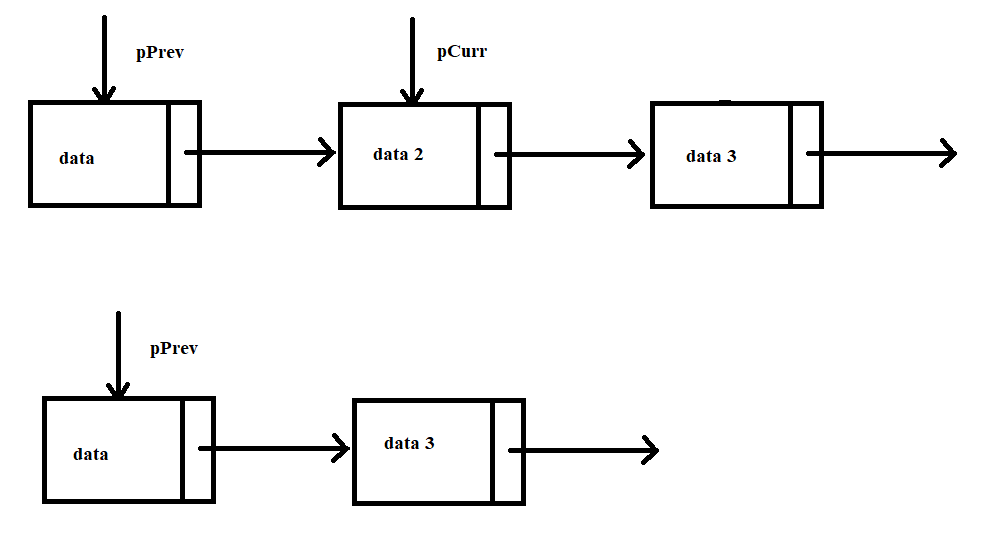 pPrev
pCurr
data
data 2
data 3
pPrev
data
data 3